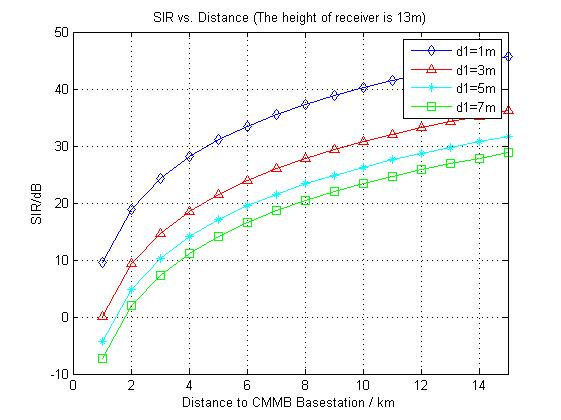 SIR vs. Distance (The height of receiver is 13m)
50
40
30
20
10
0
-10
SIR/dB
d1=1m
d1=3m
d1=5m
d1=7m
0 2 4 6 8 10 12 14
Distance to CMMB Basestation / km